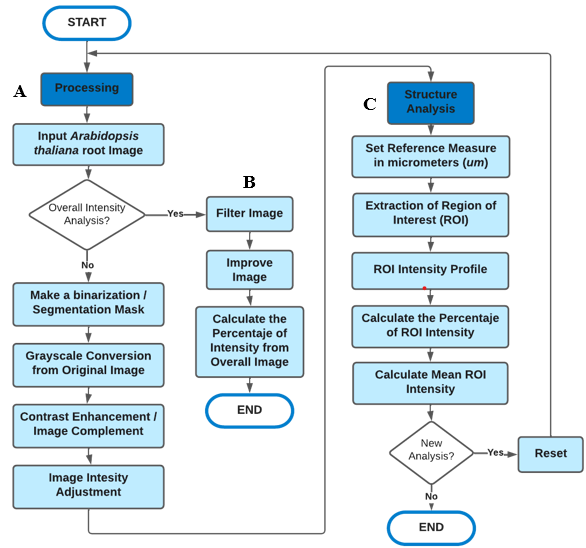 START
A
Processing
Input Arabidopsis
thaliana root Image
Overall Intensity
Analysis?
Yes
No
B
Filter Image
Improve
Image
Calculate the
Percentaje of
Intensity from
Overall Image
END
Make a binarization /
Segmentation Mask
Grayscale Conversion
from Original Image
Contrast Enhancement /
Image Complement
Image Intesity
Adjustment
C
Structure
Analysis
Set Reference Measure
in micrometers (um)
Extraction of Region of
Interest (ROI)
ROI Intensity Profile
Calculate the Percentaje
of ROI Intensity
Calculate Mean ROI
Intensity
New
Analysis?
Yes
Reset
No
END